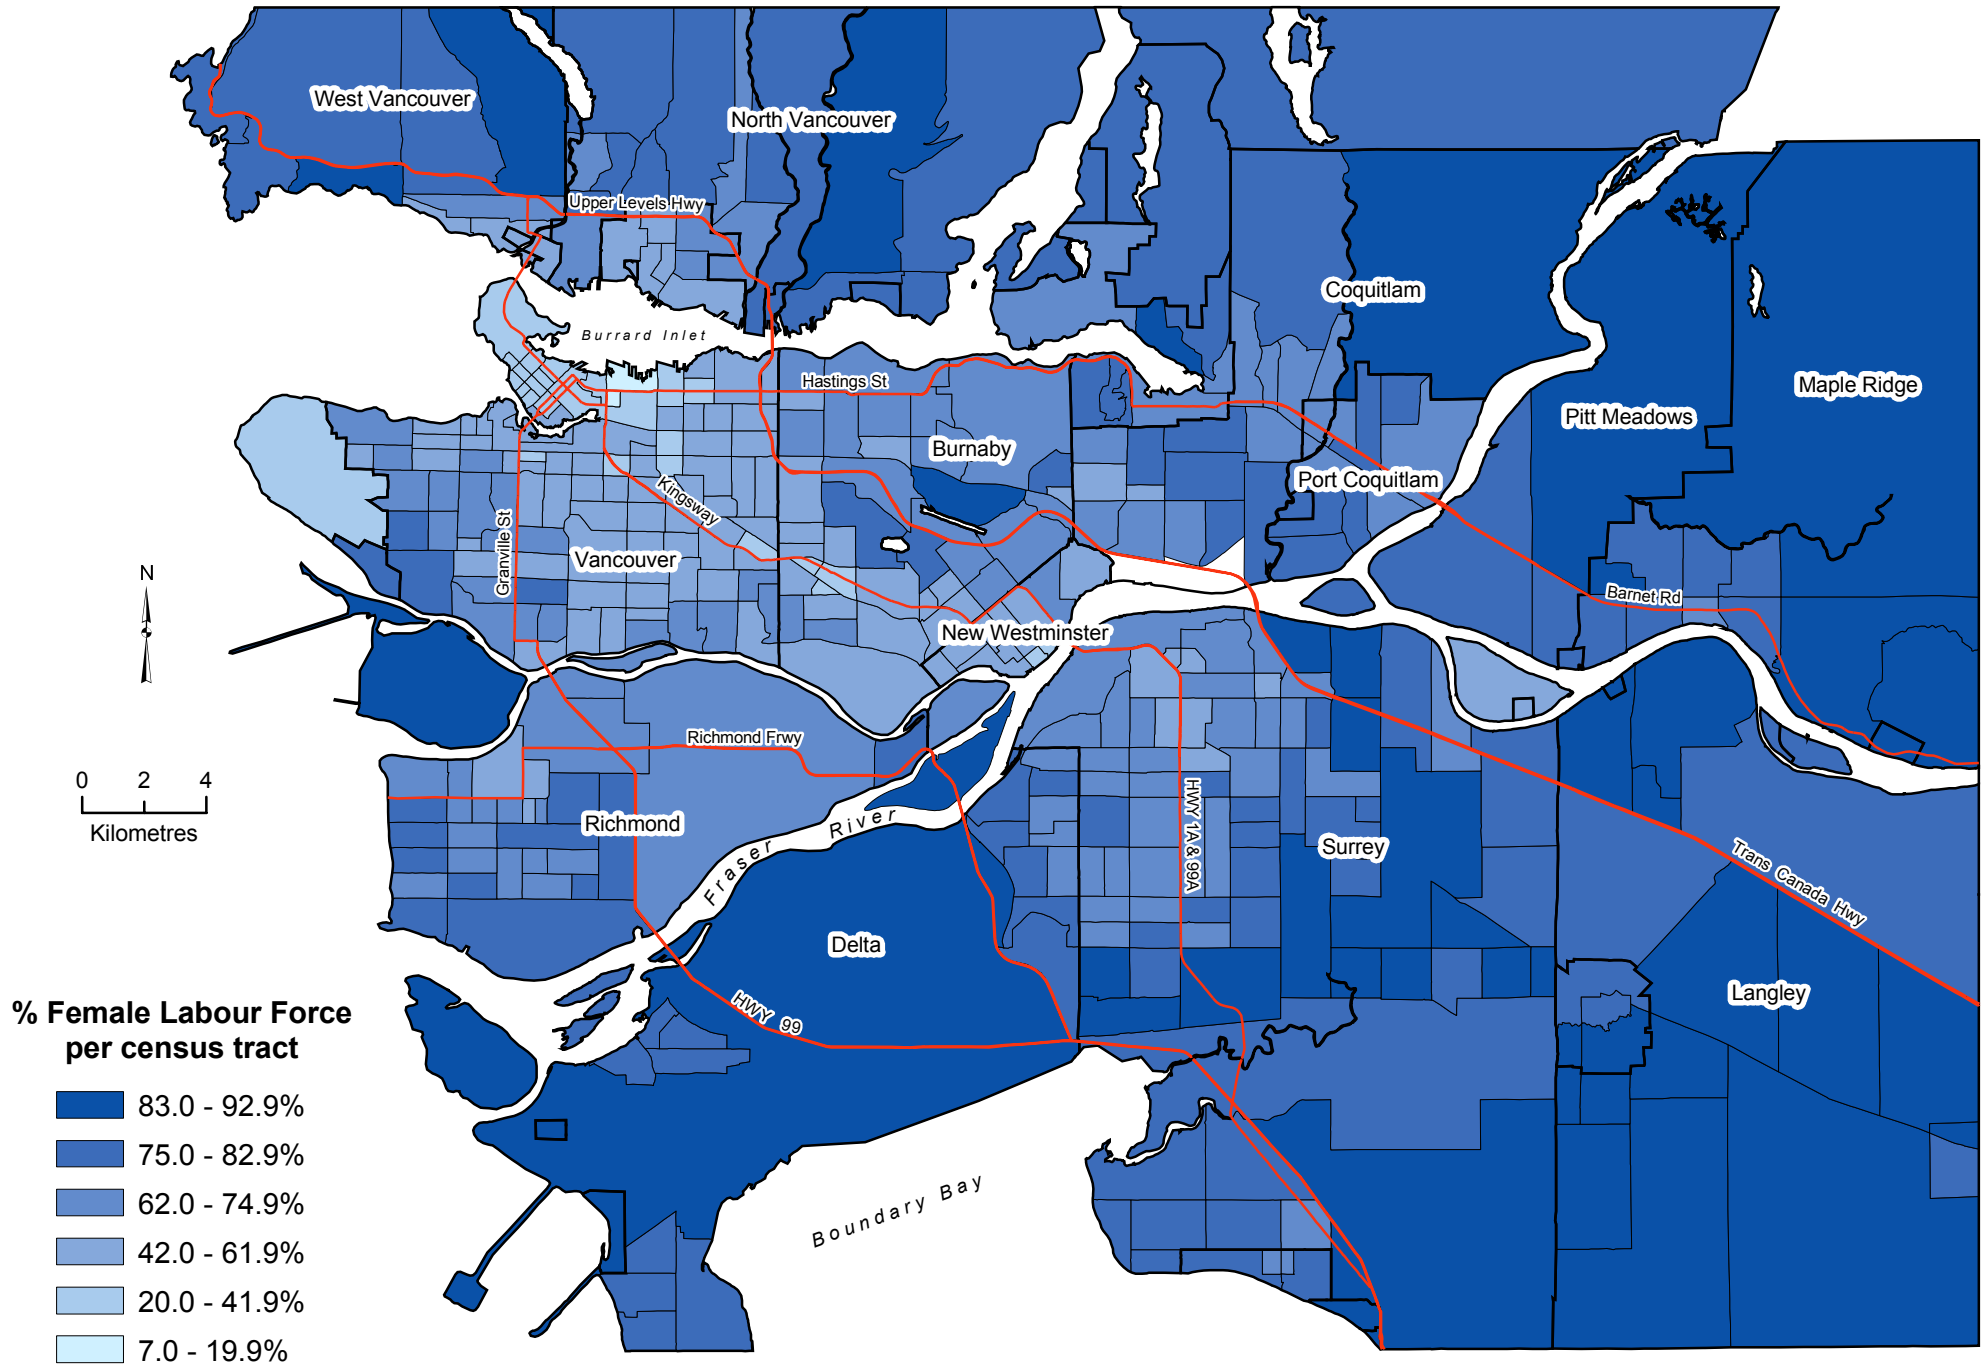 West Vancouver
North Vancouver
Upper Levels Hwy
Coquitlam
Burrard Inlet
Hastings St
Maple Ridge
Pitt Meadows
Burnaby
Port Coquitlam
Kingsway
Granville St
Vancouver
N
Barnet Rd
New Westminster
Richmond Frwy
0 2 4
Kilometres
HWY 1A & 99A
Richmond
Fraser River
Surrey
Trans Canada Hwy
Delta
Langley
HWY 99
% Female Labour Force
per census tract
83.0 - 92.9%
75.0 - 82.9%
62.0 - 74.9%
42.0 - 61.9%
20.0 - 41.9%
7.0 - 19.9%
Boundary Bay